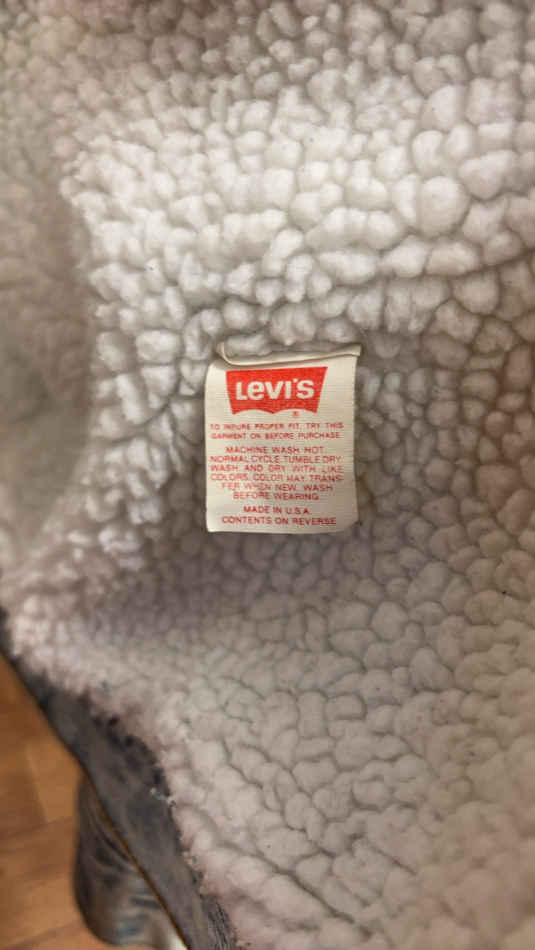 LEVI'S
®
TO INSURE PROPER FIT, TRY THIS
GARMENT ON BEFORE PURCHASE.
MACHINE WASH HOT,
NORMAL CYCLE. TUMBLE DRY.
WASH AND DRY WITH LIKE
COLORS. COLOR MAY TRANS-
FER WHEN NEW. WASH
BEFORE WEARING.
MADE IN U.S.A.
CONTENTS ON REVERSE